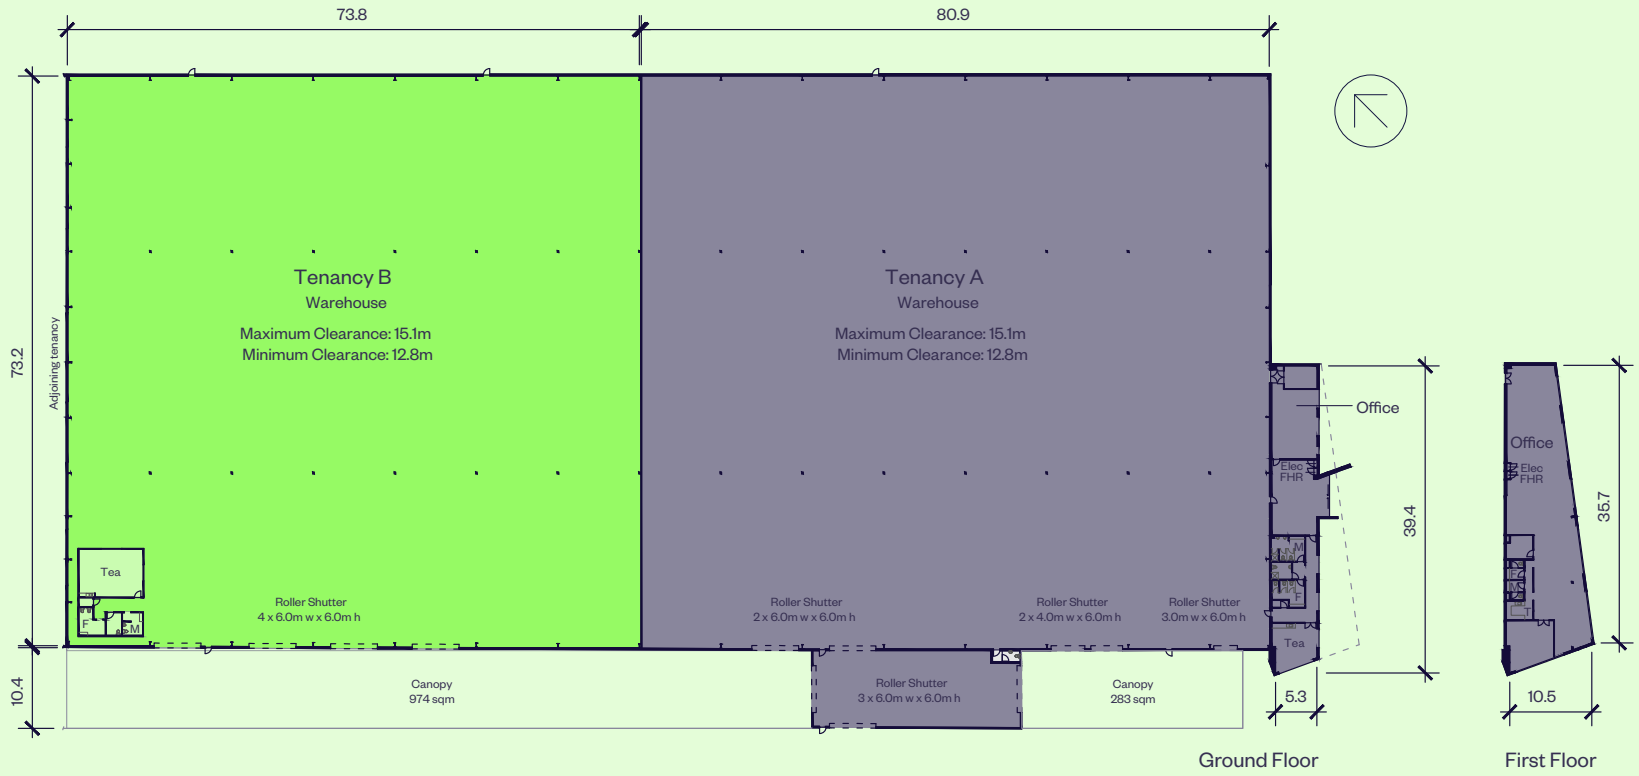 73.8
80.9
73.2
10.4
Adjoining tenancy
Tenancy B
Warehouse
Maximum Clearance: 15.1m
Minimum Clearance: 12.8m
Tenancy A
Warehouse
Maximum Clearance: 15.1m
Minimum Clearance: 12.8m
Tea
F
M
Roller Shutter
4 x 6.0m w x 6.0m h
Roller Shutter
2 x 6.0m w x 6.0m h
Roller Shutter
2 x 4.0m w x 6.0m h
Roller Shutter
3.0m w x 6.0m h
Canopy
974 sqm
Roller Shutter
3 x 6.0m w x 6.0m h
Canopy
283 sqm
Office
Elec
FHR
M
F
Tea
39.4
5.3
Ground Floor
Office
Elec
FHR
F
M
T
35.7
10.5
First Floor